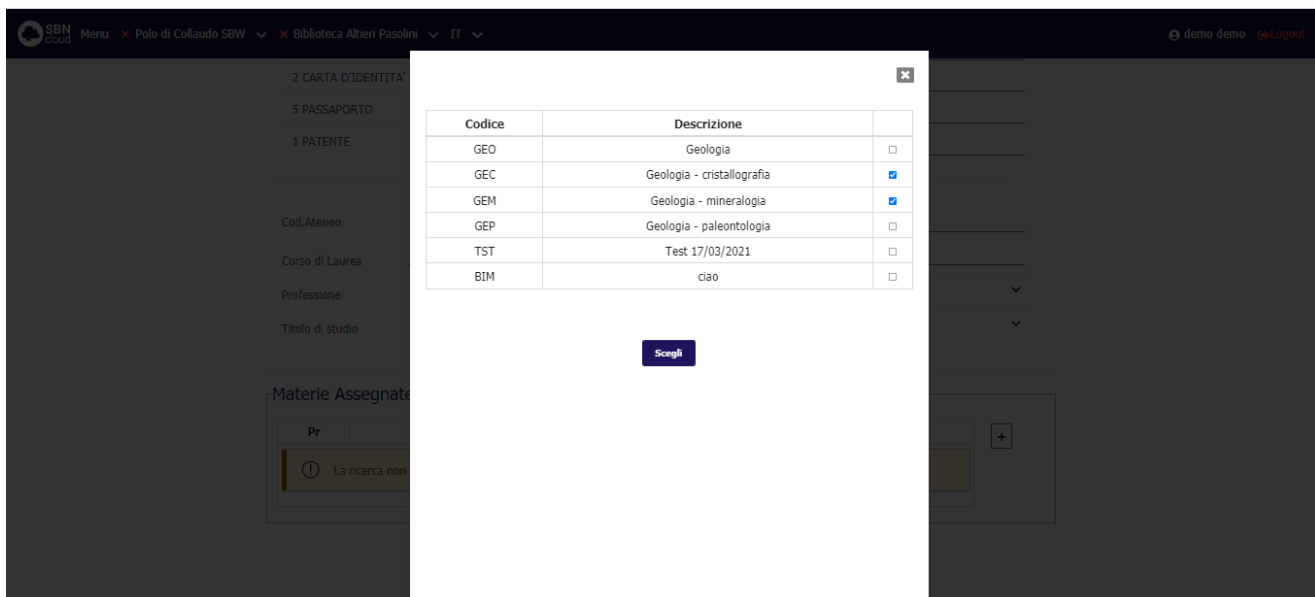 SBN cloud Menu × Polo di Collaudo SBW × Biblioteca Altieri Pasolini IT demo demo Logout
2 CARTA D'IDENTITA'
5 PASSAPORTO
1 PATENTE
Cod.Ateneo
Corso di Laurea
Professione
Titolo di studio
Materie Assegnate
Pr
+
La ricerca non
Codice Descrizione
GEO Geologia
GEC Geologia - cristallografia
GEM Geologia - mineralogia
GEP Geologia - paleontologia
TST Test 17/03/2021
BIM ciao
Scegli